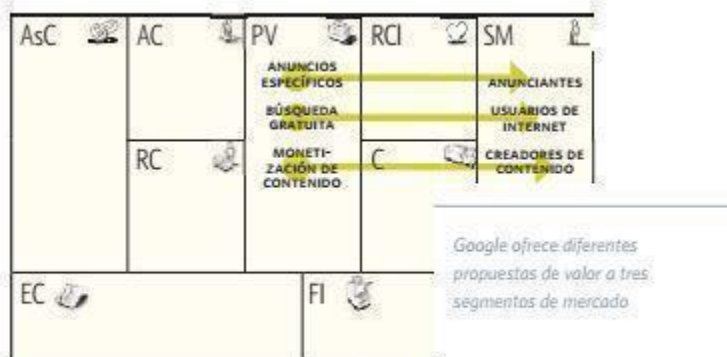 AsC
AC
PV
RCl
SM
ANUNCIOS
ESPECÍFICOS
BÚSQUEDA
GRATUITA
MONETI-
ZACIÓN DE
CONTENIDO
ANUNCIANTES
USUARIOS DE
INTERNET
CREADORES DE
CONTENIDO
RC
C
EC
FI
Google ofrece diferentes
propuestas de valor a tres
segmentos de mercado